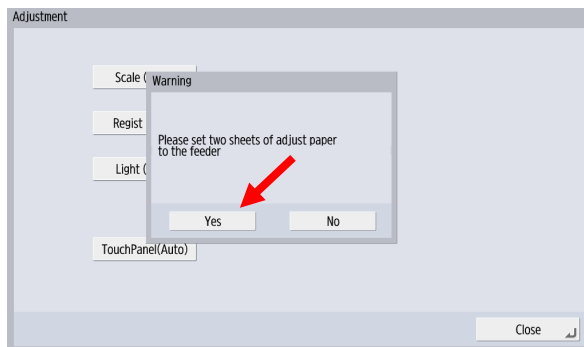 Adjustment
Scale (
Warning
Regist
Please set two sheets of adjust paper
to the feeder
Light (
Yes
No
TouchPanel(Auto)
Close